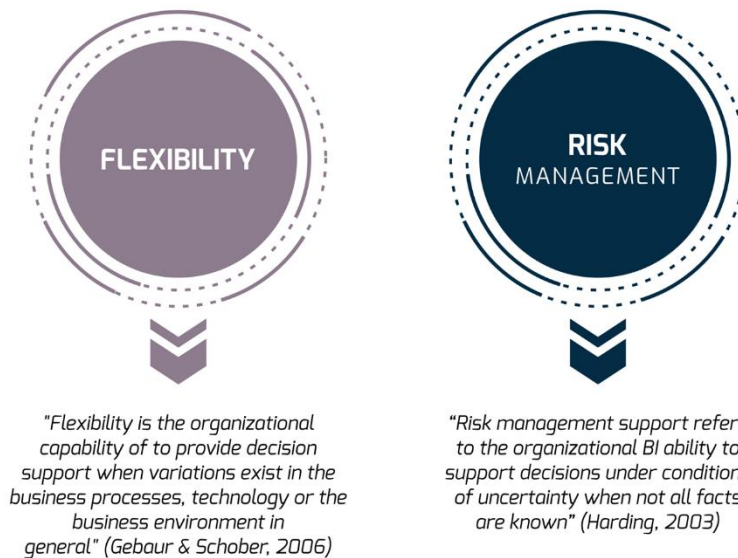 FLEXIBILITY
"Flexibility is the organizational
capability of to provide decision
support when variations exist in the
business processes, technology or the
business environment in
general" (Gebaur & Schober, 2006)
RISK
MANAGEMENT
“Risk management support refer
to the organizational BI ability to
support decisions under condition
of uncertainty when not all facts
are known” (Harding, 2003)